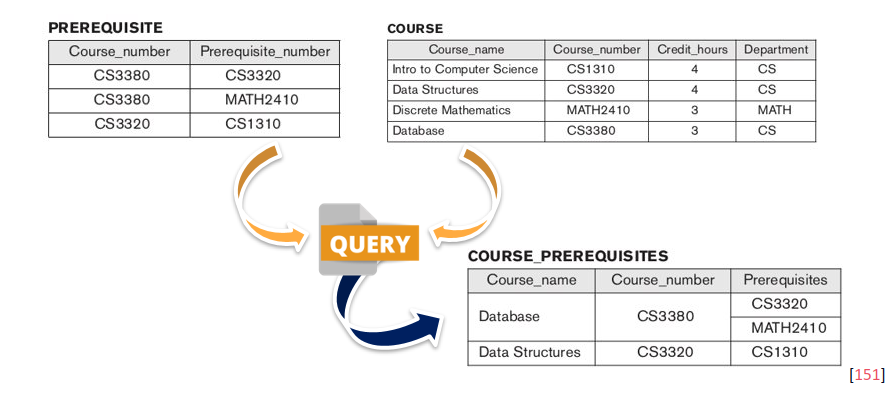 PREREQUISITE
Course_number Prerequisite_number
CS3380 CS3320
CS3380 MATH2410
CS3320 CS1310
COURSE
Course_name Course_number Credit_hours Department
Intro to Computer Science CS1310 4 CS
Data Structures CS3320 4 CS
Discrete Mathematics MATH2410 3 MATH
Database CS3380 3 CS
QUERY
COURSE_PREREQUISITES
Course_name Course_number Prerequisites
Database CS3380 CS3320
MATH2410
Data Structures CS3320 CS1310
[151]